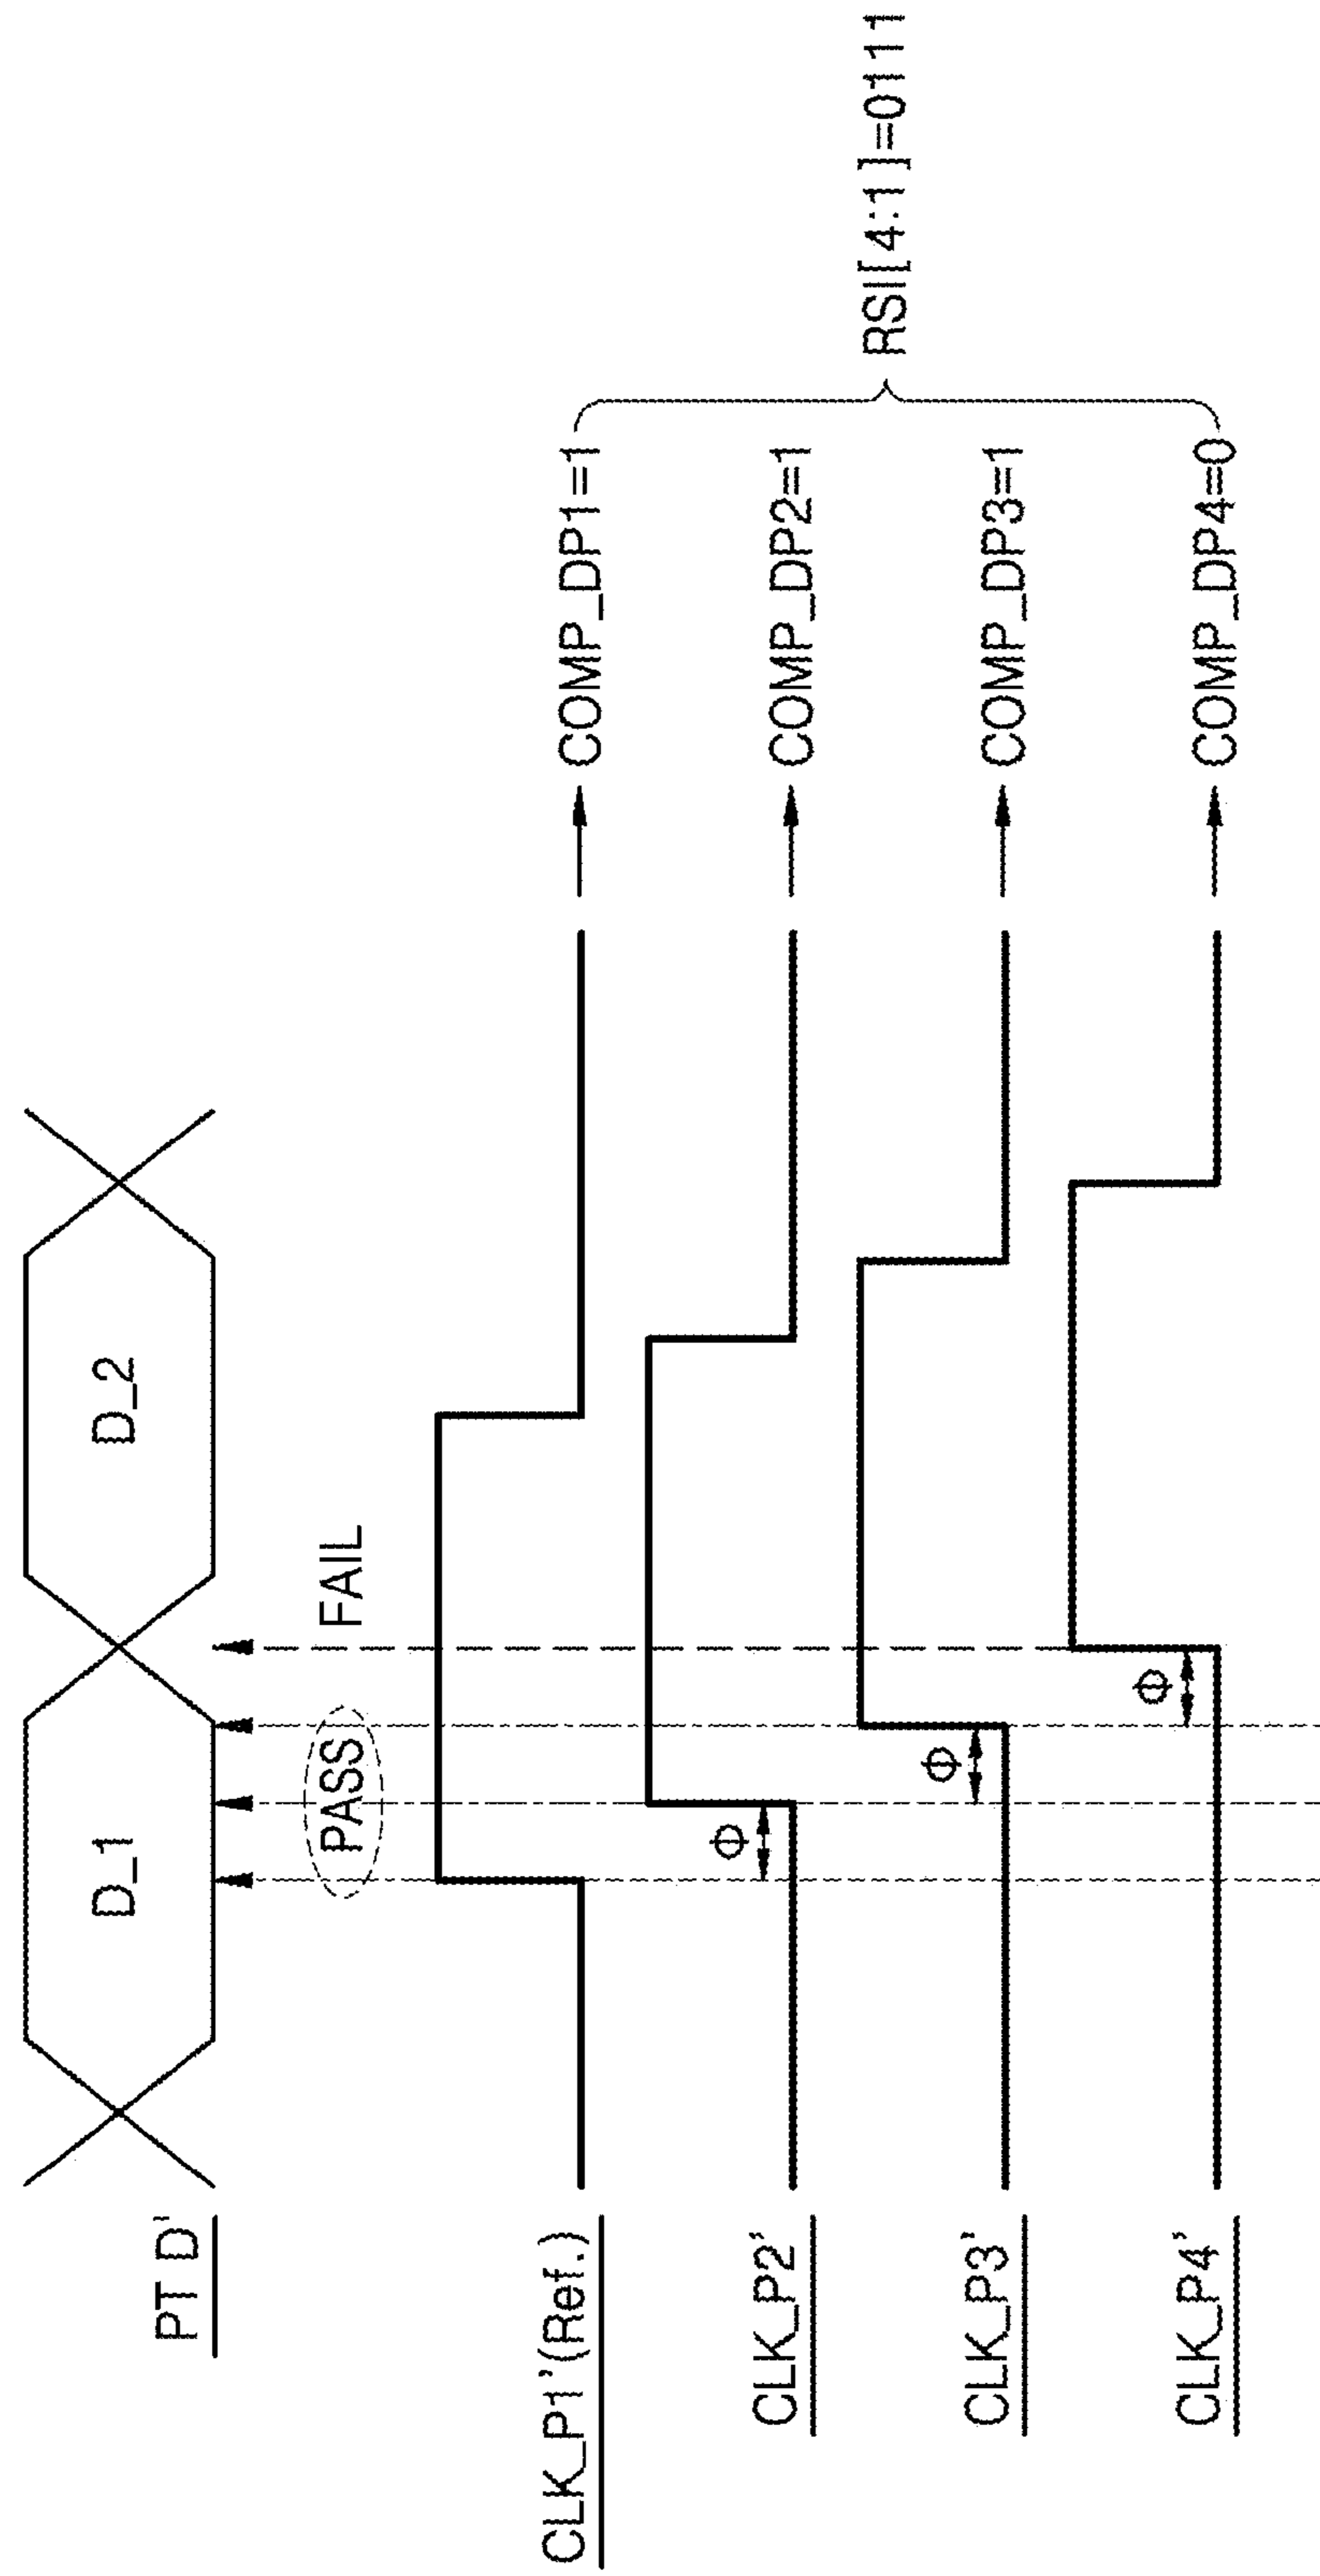 PT D'
D_1
D_2
PASS
FAIL
CLK_P1'(Ref.)
COMP_DP1=1
Φ
CLK_P2'
COMP_DP2=1
Φ
CLK_P3'
COMP_DP3=1
Φ
CLK_P4'
COMP_DP4=0
RSI[4:1]=0111